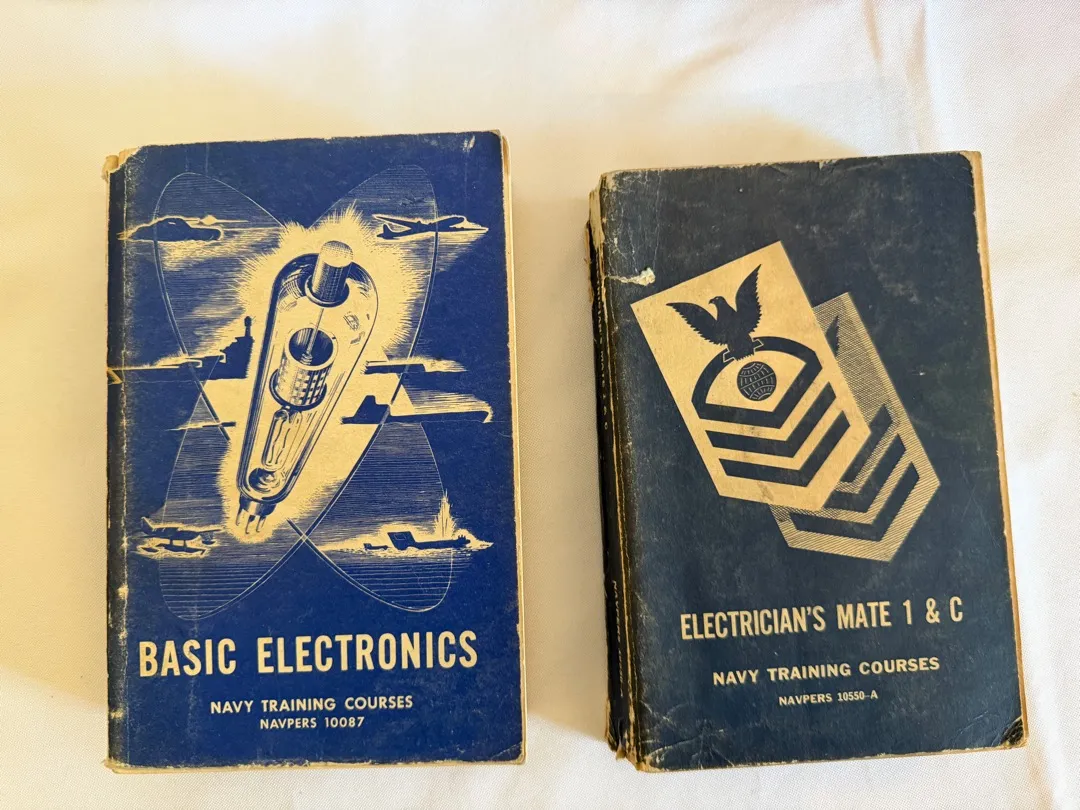 BASIC ELECTRONICS
NAVY TRAINING COURSES
NAVPERS 10087
ELECTRICIAN'S MATE 1 & C
NAVY TRAINING COURSES
NAVPERS 10550-A